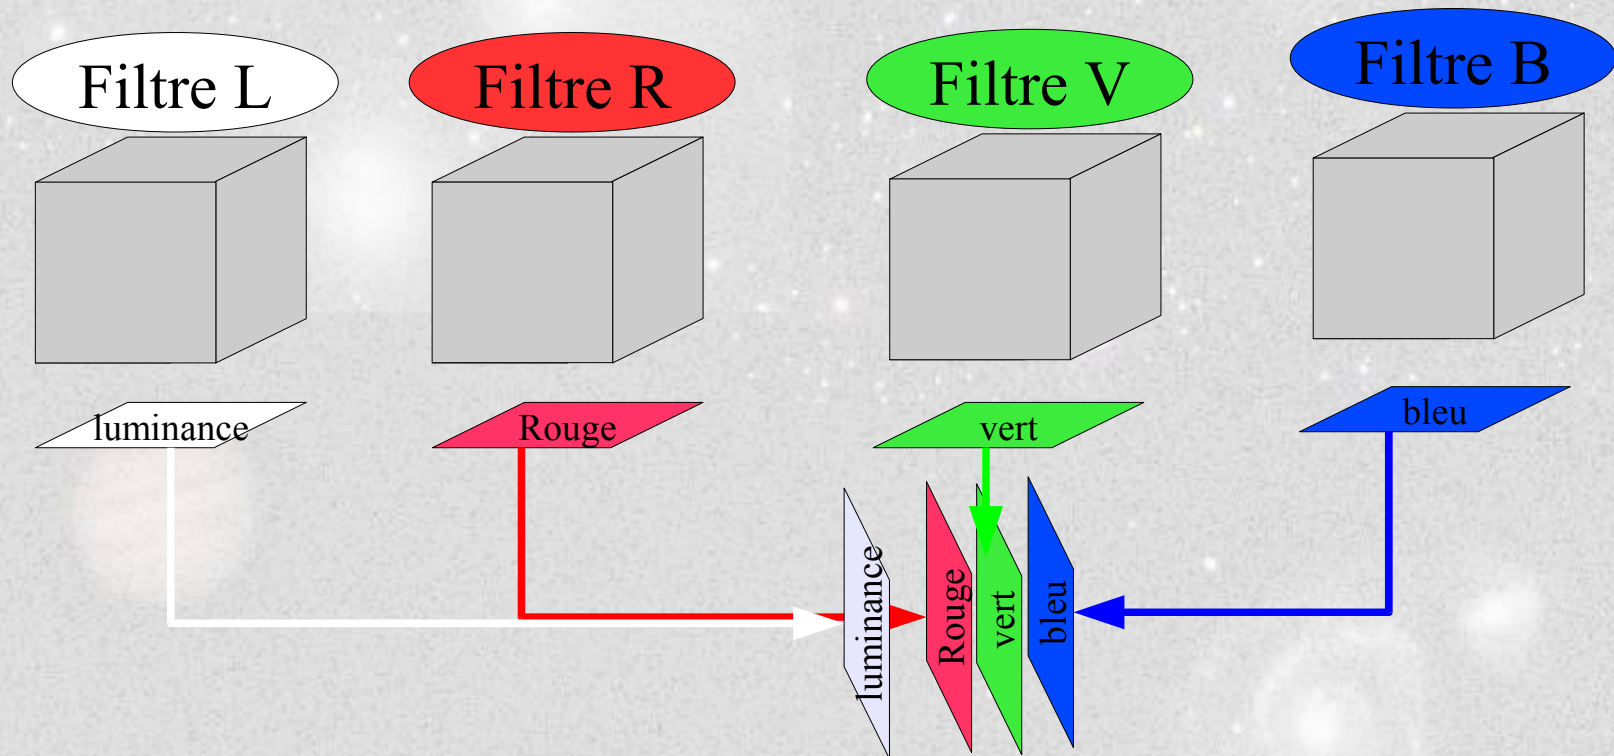 Filtre L
Filtre R
Filtre V
Filtre B
luminance
Rouge
vert
bleu
luminance
Rouge
vert
bleu